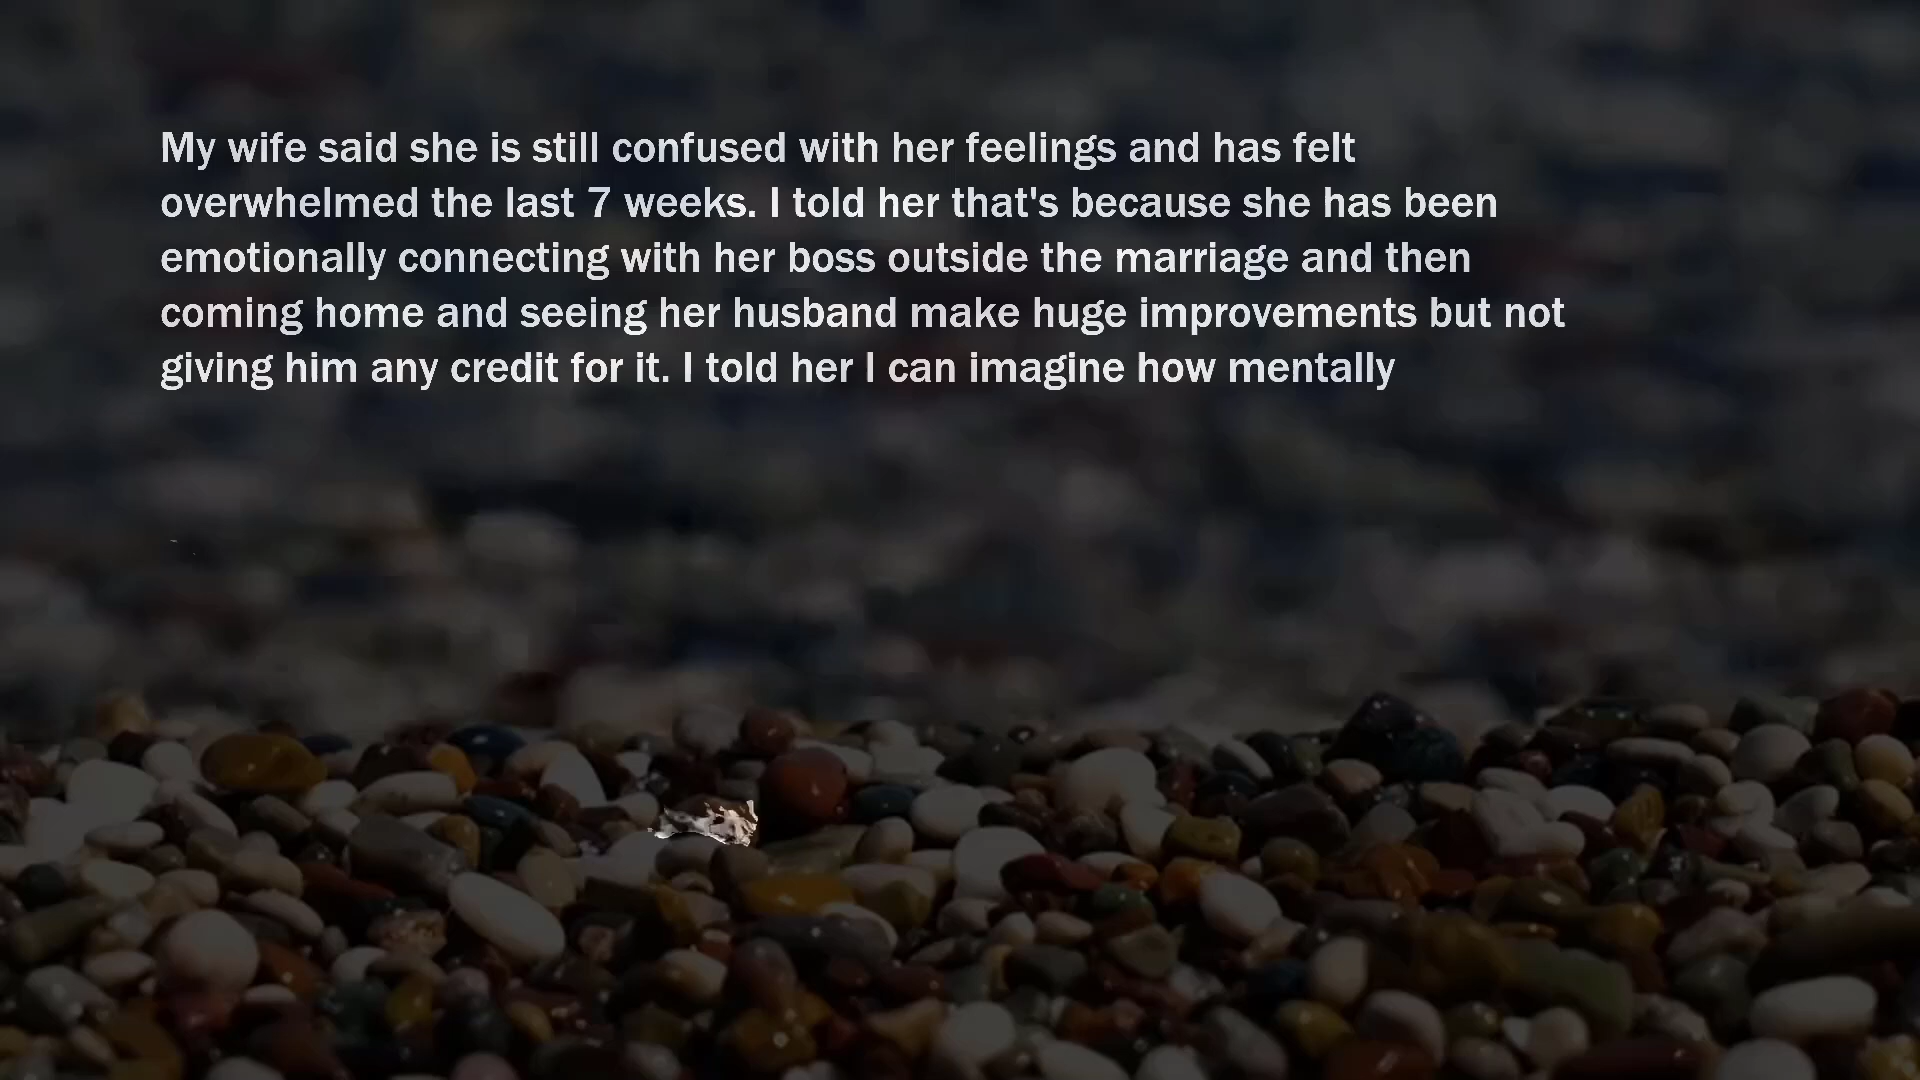 My wife said she is still confused with her feelings and has felt
overwhelmed the last 7 weeks. I told her that's because she has been
emotionally connecting with her boss outside the marriage and then
coming home and seeing her husband make huge improvements but not
giving him any credit for it. I told her I can imagine how mentally